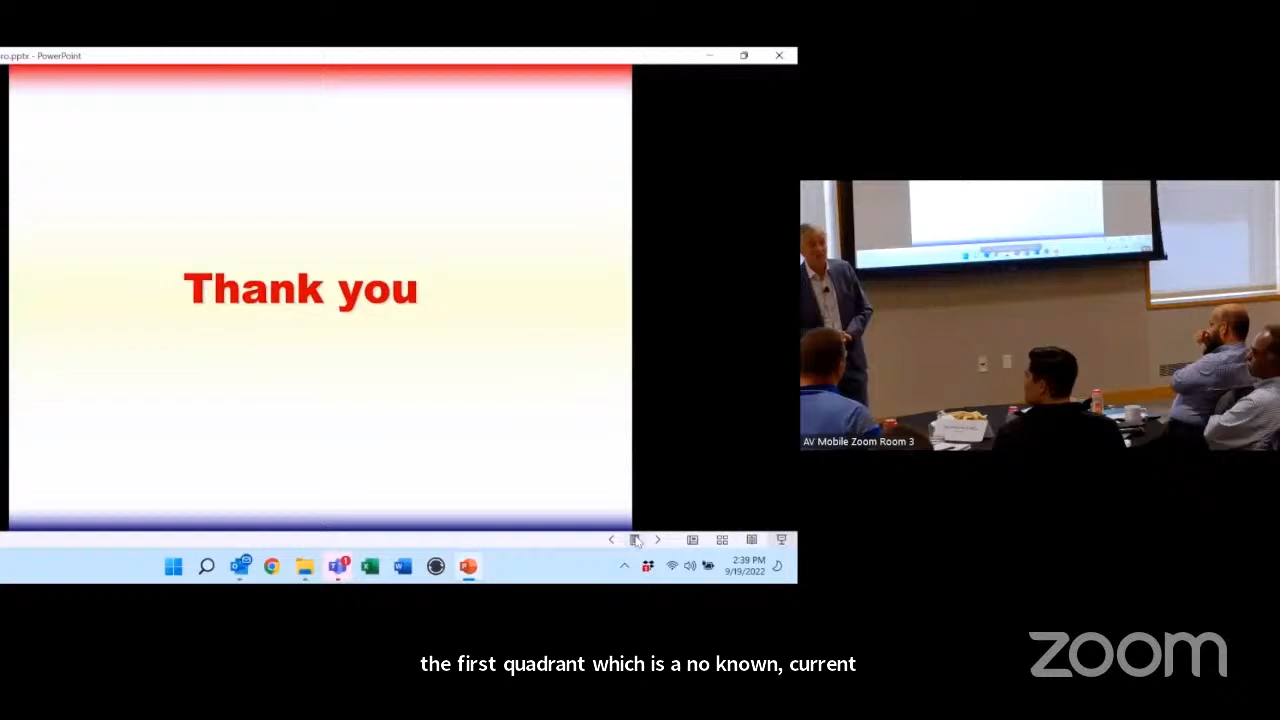 ro.pptx - PowerPoint
Thank you
2:39 PM
9/19/2022
AV Mobile Zoom Room 3
the first quadrant which is a no known, current
zoom